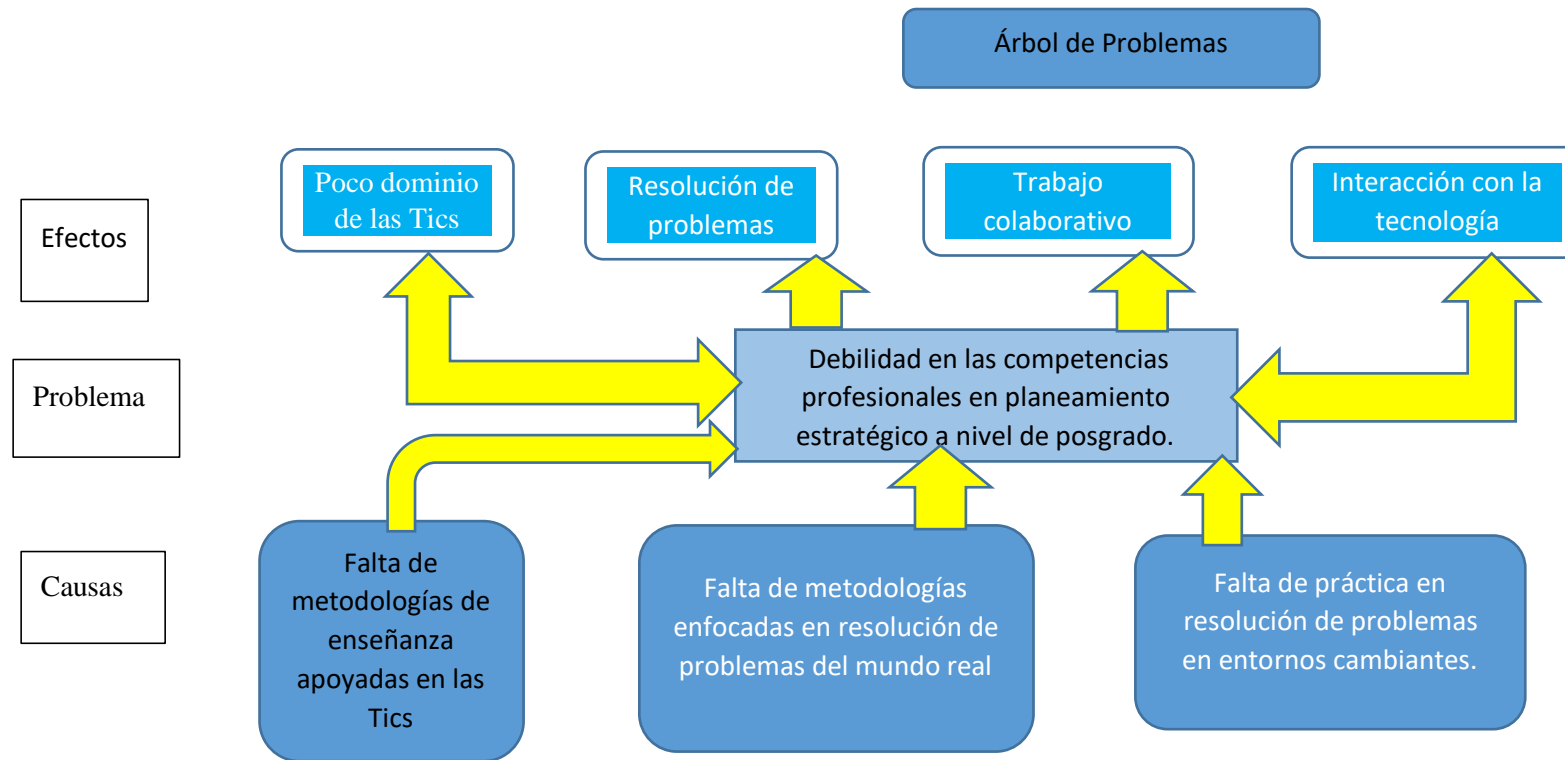 Árbol de Problemas
Efectos
Poco dominio
de las Tics
Resolución de
problemas
Trabajo
colaborativo
Interacción con la
tecnología
Problema
Debilidad en las competencias
profesionales en planeamiento
estratégico a nivel de posgrado.
Causas
Falta de
metodologías de
enseñanza
apoyadas en las
Tics
Falta de metodologías
enfocadas en resolución de
problemas del mundo real
Falta de práctica en
resolución de problemas
en entornos cambiantes.